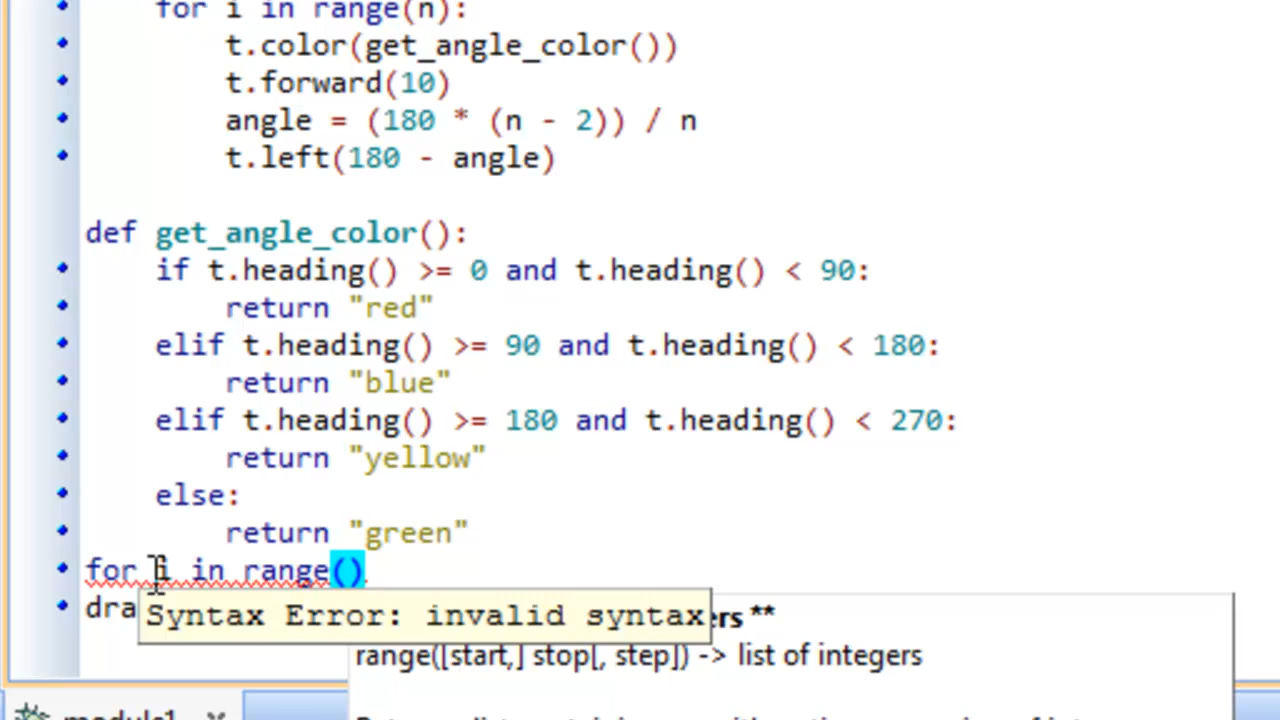 for i in range(n):
t.color(get_angle_color())
t.forward(10)
angle = (180 * (n - 2)) / n
t.left(180 - angle)
def get_angle_color():
if t.heading() >= 0 and t.heading() < 90:
return "red"
elif t.heading() >= 90 and t.heading() < 180:
return "blue"
elif t.heading() >= 180 and t.heading() < 270:
return "yellow"
else:
return "green"
for i in range()
dra
Syntax Error: invalid syntax
ers **
range([start,] stop[, step]) -> list of integers
module1